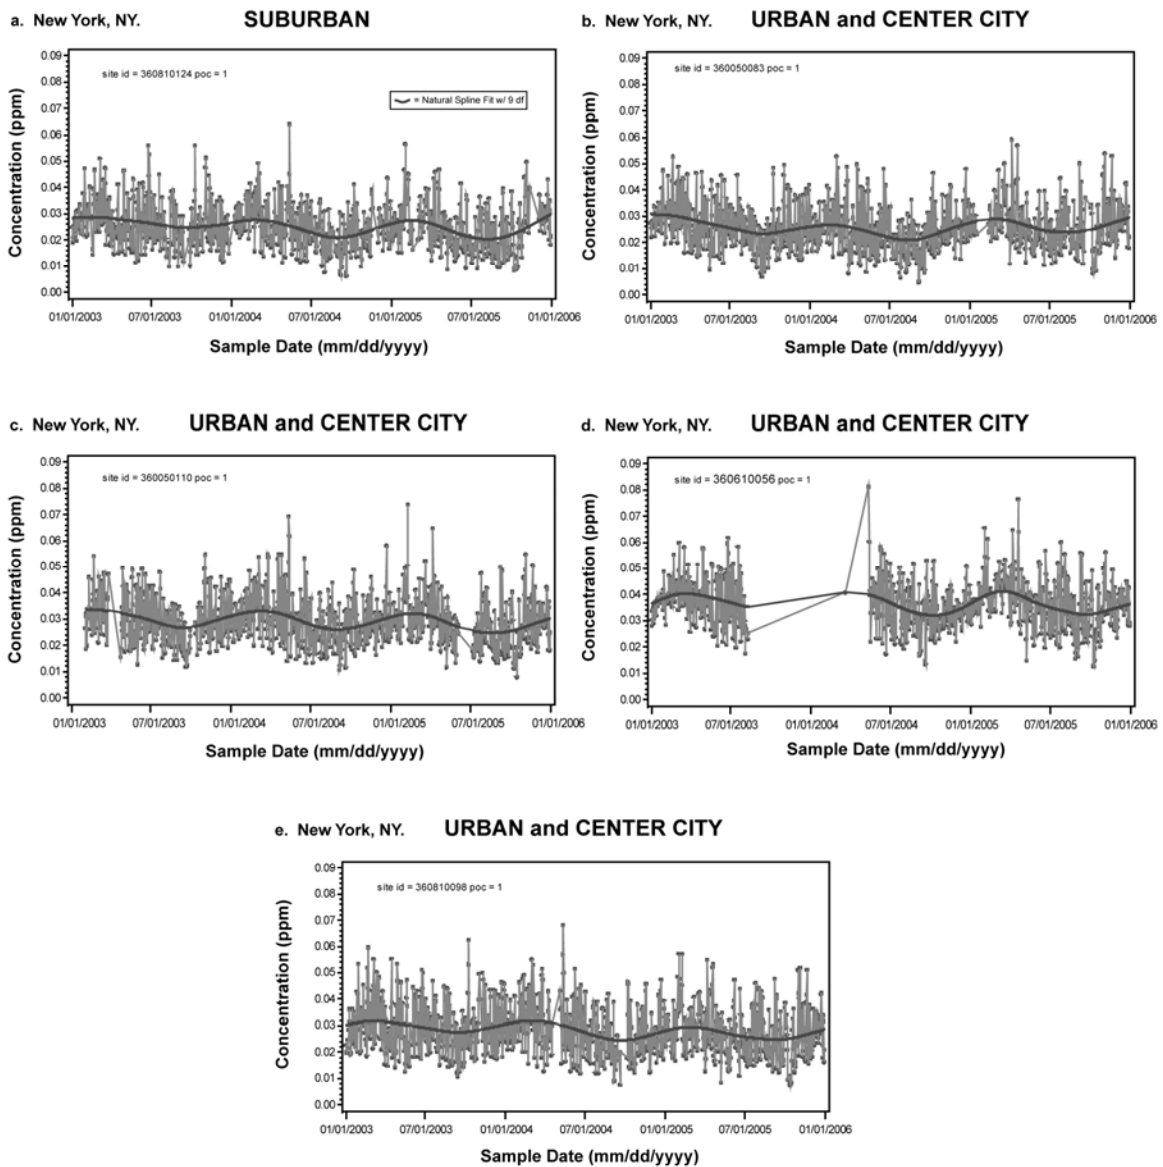 a. New York, NY. SUBURBAN
0.09
0.08
0.07
0.06
0.05
0.04
0.03
0.02
0.01
0.00
Concentration (ppm)
site id = 360810124 poc = 1
= Natural Spline Fit w/ 9 df
01/01/2003 07/01/2003 01/01/2004 07/01/2004 01/01/2005 07/01/2005 01/01/2006
Sample Date (mm/dd/yyyy)
b. New York, NY. URBAN and CENTER CITY
0.09
0.08
0.07
0.06
0.05
0.04
0.03
0.02
0.01
0.00
Concentration (ppm)
site id = 360050083 poc = 1
01/01/2003 07/01/2003 01/01/2004 07/01/2004 01/01/2005 07/01/2005 01/01/2006
Sample Date (mm/dd/yyyy)
c. New York, NY. URBAN and CENTER CITY
0.09
0.08
0.07
0.06
0.05
0.04
0.03
0.02
0.01
0.00
Concentration (ppm)
site id = 360050110 poc = 1
01/01/2003 07/01/2003 01/01/2004 07/01/2004 01/01/2005 07/01/2005 01/01/2006
Sample Date (mm/dd/yyyy)
d. New York, NY. URBAN and CENTER CITY
0.09
0.08
0.07
0.06
0.05
0.04
0.03
0.02
0.01
0.00
Concentration (ppm)
site id = 360610056 poc = 1
01/01/2003 07/01/2003 01/01/2004 07/01/2004 01/01/2005 07/01/2005 01/01/2006
Sample Date (mm/dd/yyyy)
e. New York, NY. URBAN and CENTER CITY
0.09
0.08
0.07
0.06
0.05
0.04
0.03
0.02
0.01
0.00
Concentration (ppm)
site id = 360810098 poc = 1
01/01/2003 07/01/2003 01/01/2004 07/01/2004 01/01/2005 07/01/2005 01/01/2006
Sample Date (mm/dd/yyyy)